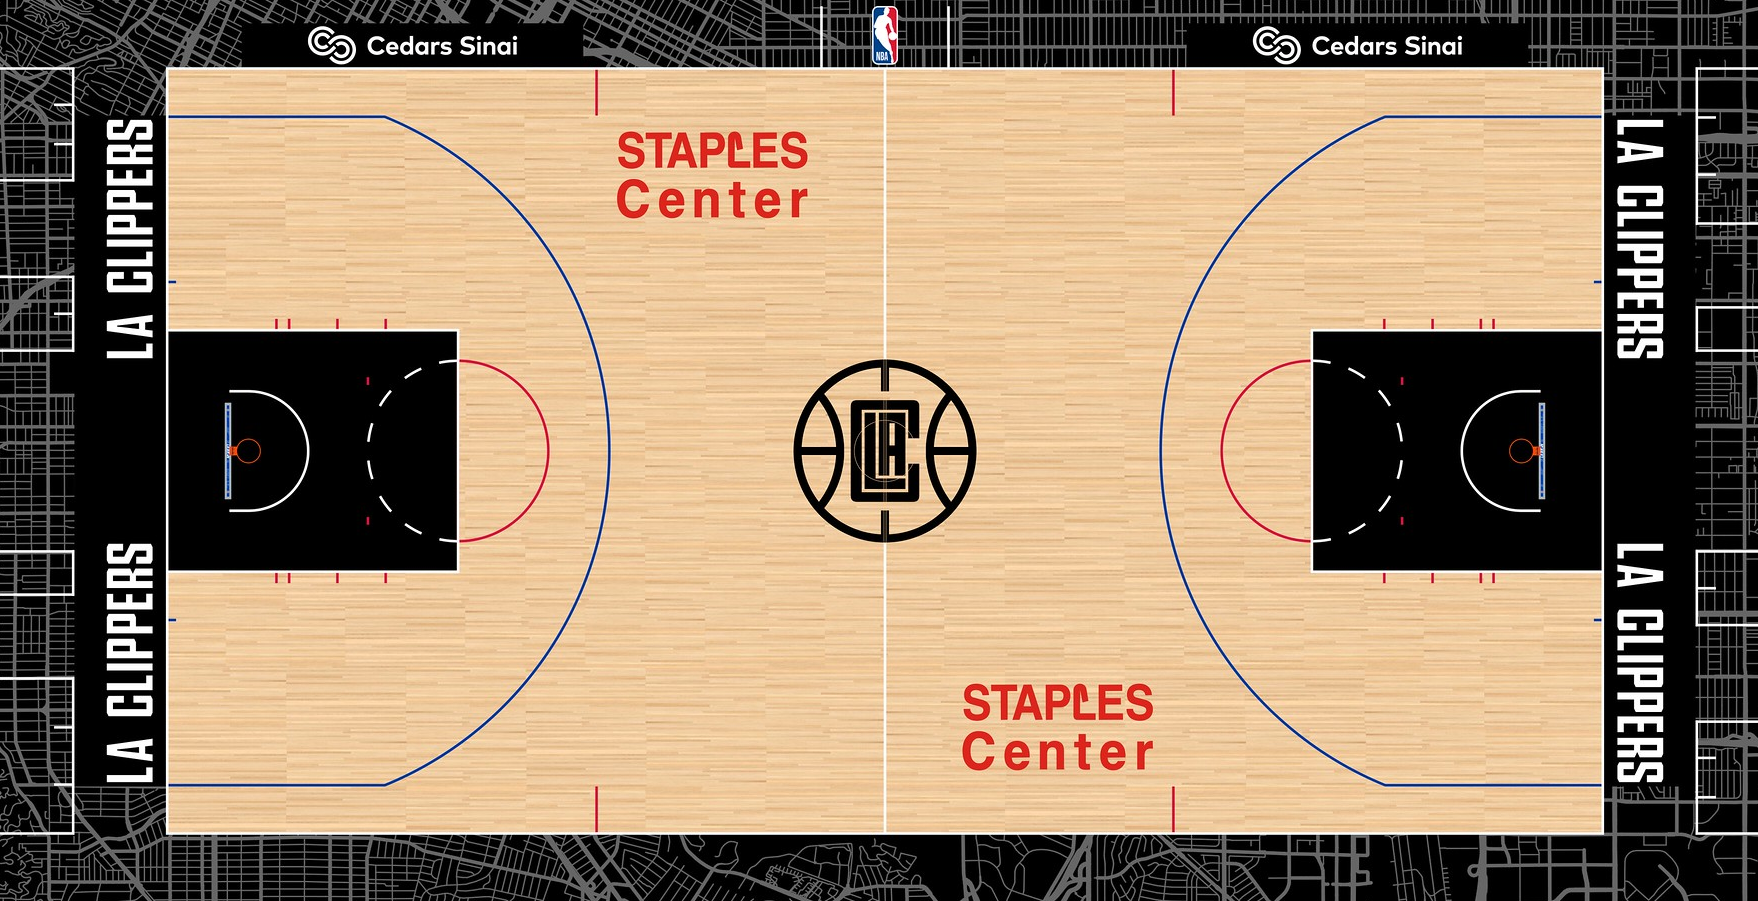 Cedars Sinai
NBA
Cedars Sinai
LA CLIPPERS
STAPLES
Center
LA CLIPPERS
LAC
LA CLIPPERS
STAPLES
Center
LA CLIPPERS